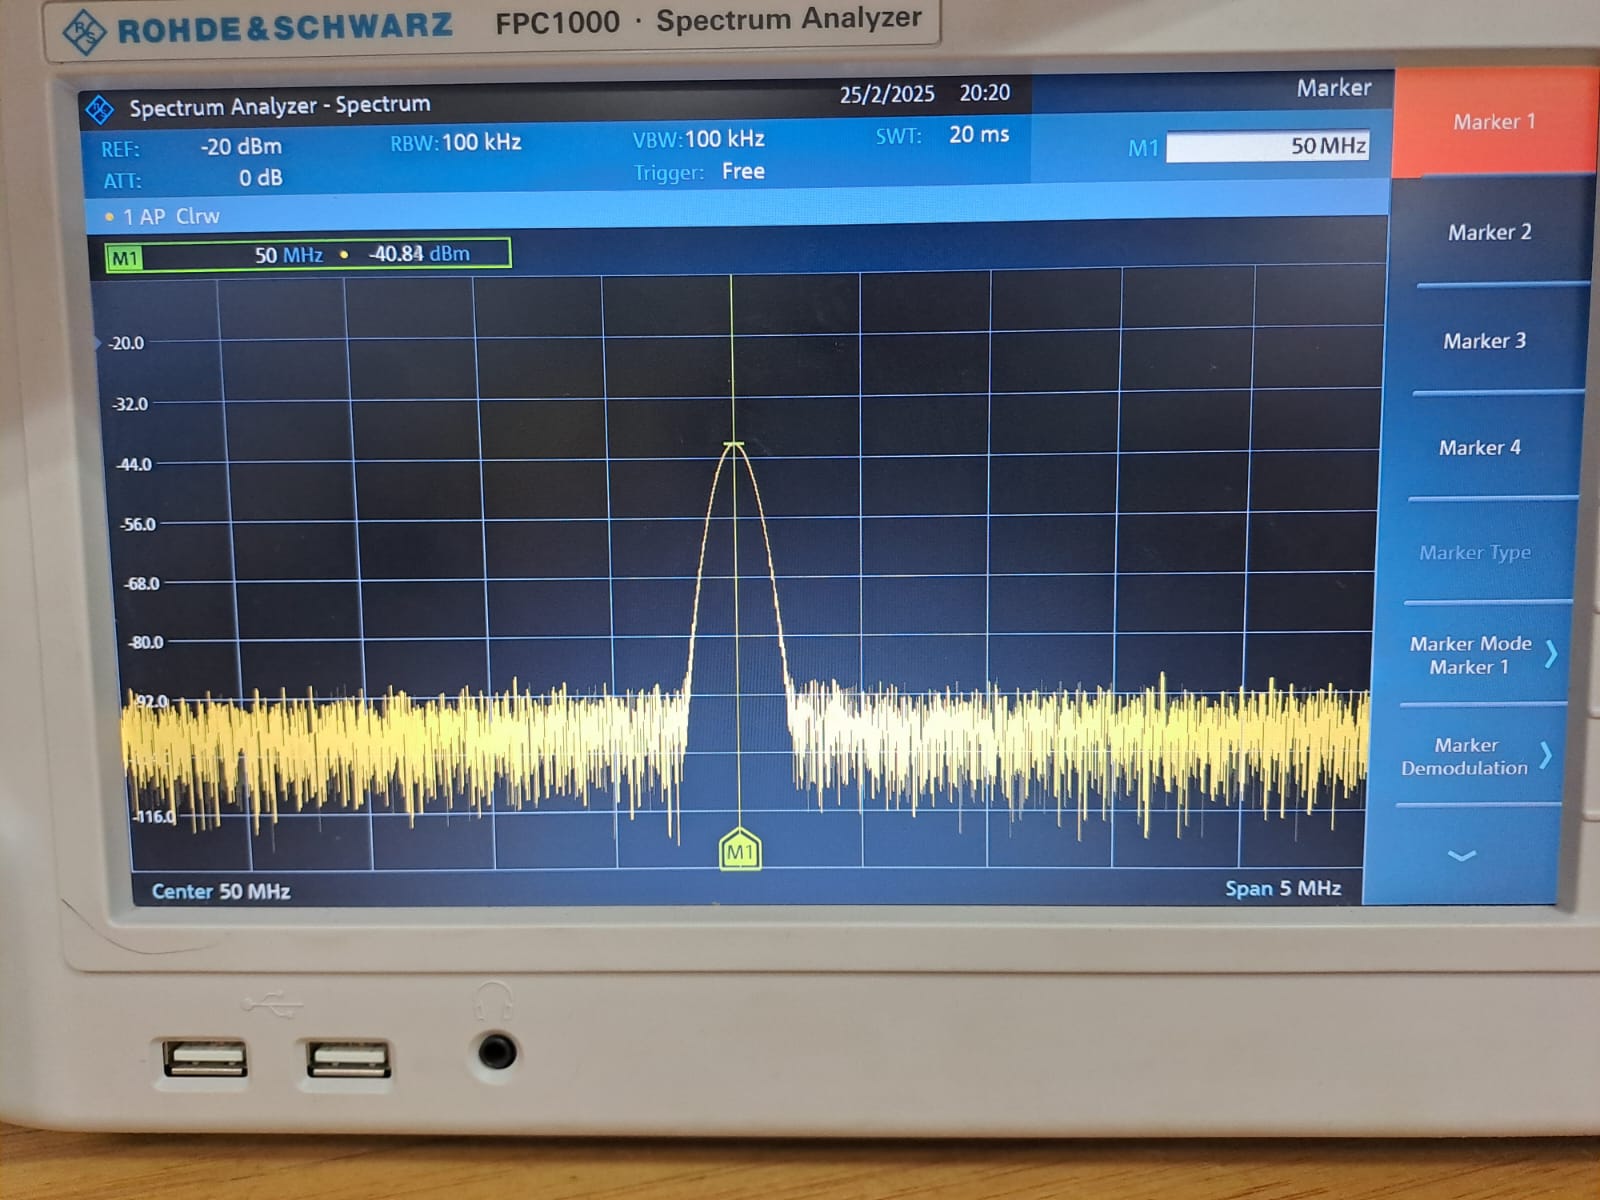 ROHDE&SCHWARZ FPC1000 · Spectrum Analyzer
Spectrum Analyzer - Spectrum 25/2/2025 20:20 Marker
REF: -20 dBm RBW: 100 kHz VBW: 100 kHz SWT: 20 ms M1 50 MHz
ATT: 0 dB Trigger: Free
• 1 AP Clrw
M1 50 MHz • -40.84 dBm
-20.0
-32.0
-44.0
-56.0
-68.0
-80.0
-92.0
-116.0
M1
Center 50 MHz Span 5 MHz
Marker 1
Marker 2
Marker 3
Marker 4
Marker Type
Marker Mode
Marker 1
Marker
Demodulation